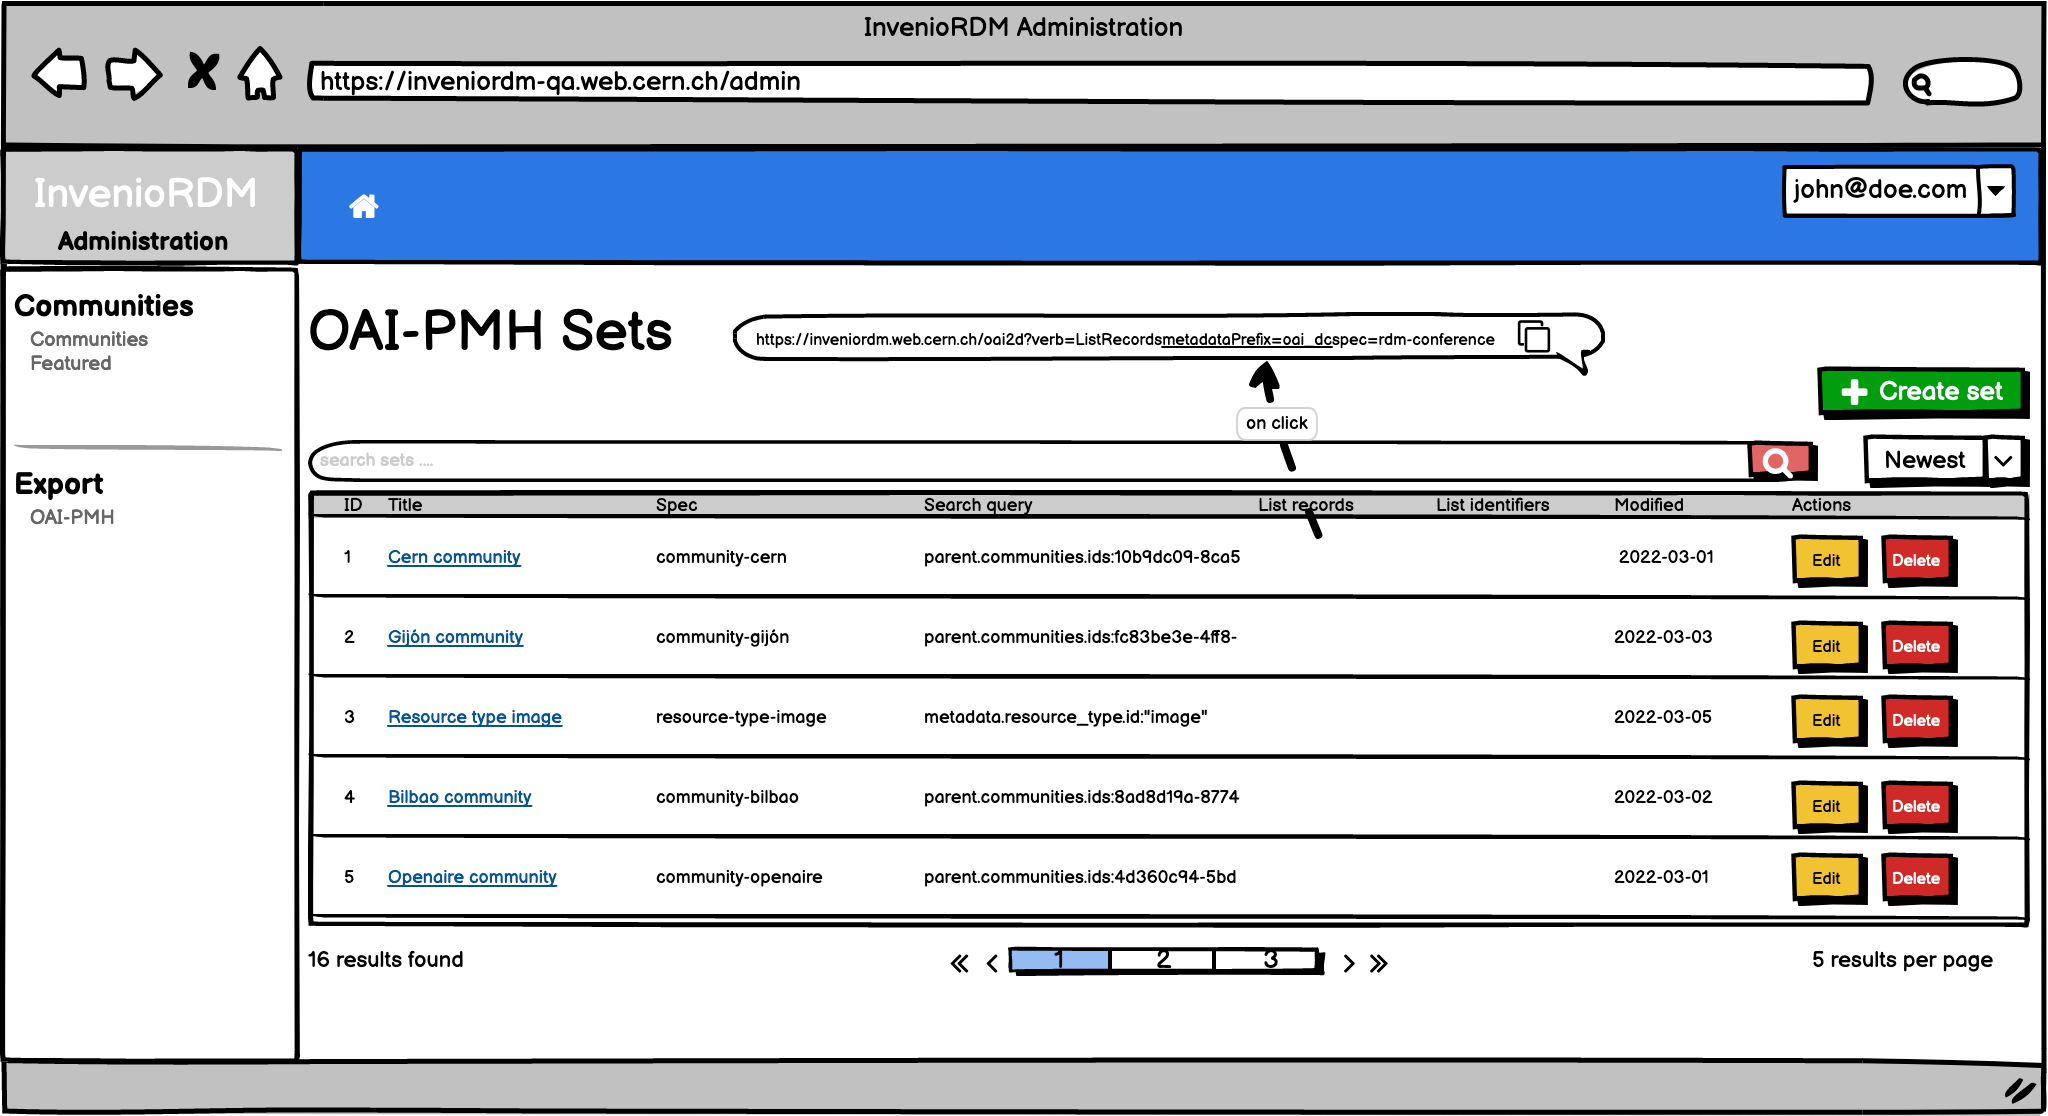 InvenioRDM Administration
https://inveniordm-qa.web.cern.ch/admin
InvenioRDM
Administration
john@doe.com
Communities
Communities
Featured
Export
OAI-PMH
OAI-PMH Sets
https://inveniordm.web.cern.ch/oai2d?verb=ListRecordsmetadataPrefix=oai_dcspec=rdm-conference
Create set
on click
search sets ....
Newest
ID Title Spec Search query List records List identifiers Modified Actions
1 Cern community community-cern parent.communities.ids:10b9dc09-8ca5 2022-03-01 Edit Delete
2 Gijón community community-gijón parent.communities.ids:fc83be3e-4ff8- 2022-03-03 Edit Delete
3 Resource type image resource-type-image metadata.resource_type.id:"image" 2022-03-05 Edit Delete
4 Bilbao community community-bilbao parent.communities.ids:8ad8d19a-8774 2022-03-02 Edit Delete
5 Openaire community community-openaire parent.communities.ids:4d360c94-5bd 2022-03-01 Edit Delete
16 results found « < 1 2 3 > » 5 results per page